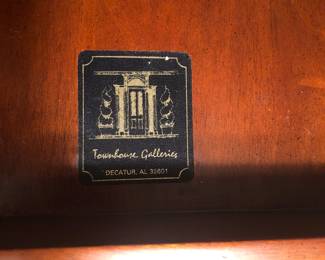 Townhouse Galleries
DECATUR, AL 35601